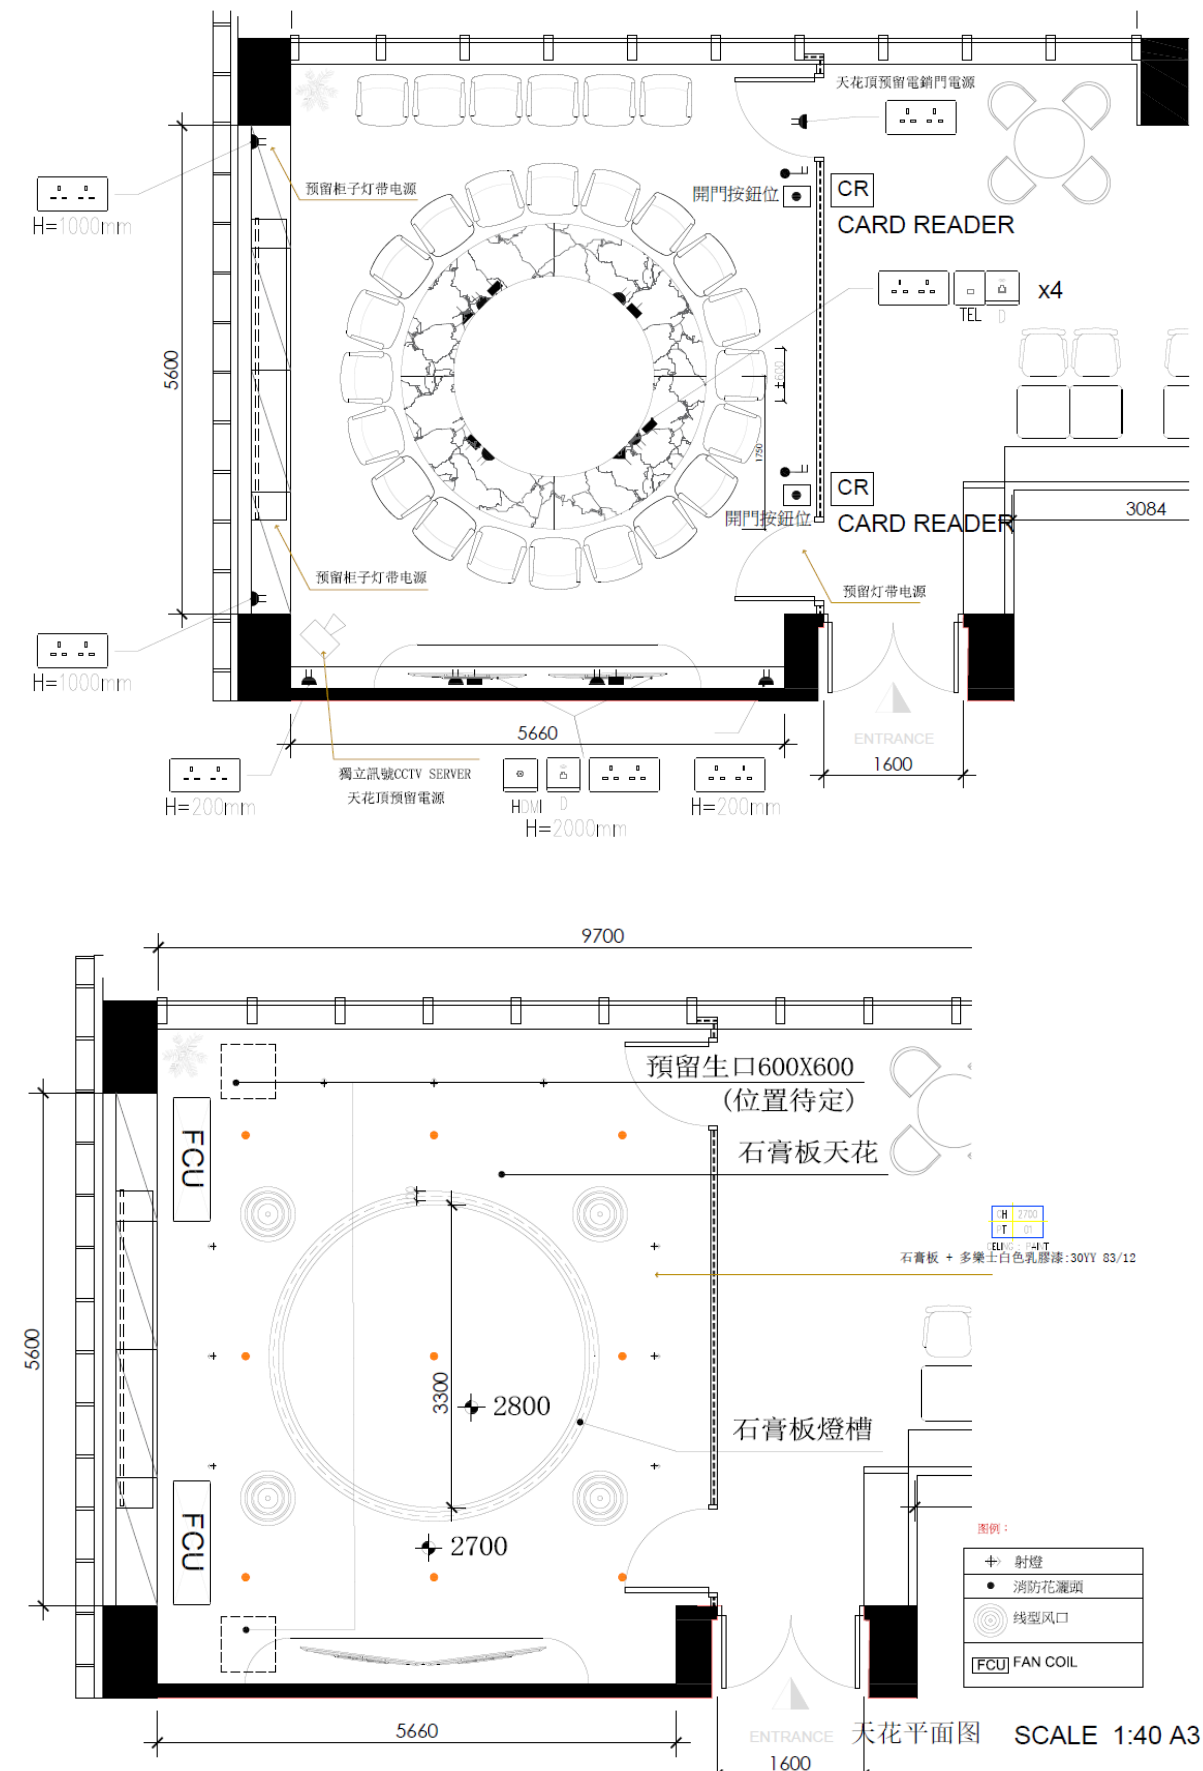 天花頂預留電銷門電源
预留柜子灯带电源
H=1000mm
開門按鈕位
CR
CARD READER
x4
TEL
D
5600
±600
1750
CR
開門按鈕位
CARD READER
3084
预留柜子灯带电源
预留灯带电源
H=1000mm
ENTRANCE
5660
1600
獨立訊號CCTV SERVER
天花頂預留電源
H=200mm
HDMI
D
H=2000mm
H=200mm
9700
預留生口600X600
(位置待定)
FCU
石膏板天花
CH 2700
PT 01
CEILING : PAINT
石膏板 + 多樂士白色乳膠漆:30YY 83/12
5600
3300
2800
石膏板燈槽
FCU
2700
图例：
射燈
消防花灑頭
线型风口
FCU FAN COIL
ENTRANCE
天花平面图
SCALE 1:40 A3
5660
1600